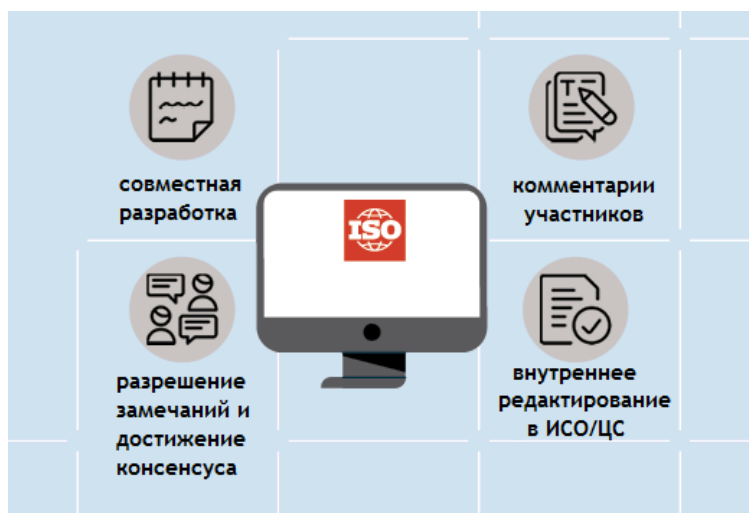 совместная
разработка
комментарии
участников
ISO
разрешение
замечаний и
достижение
консенсуса
внутреннее
редактирование
в ИСО/ЦС